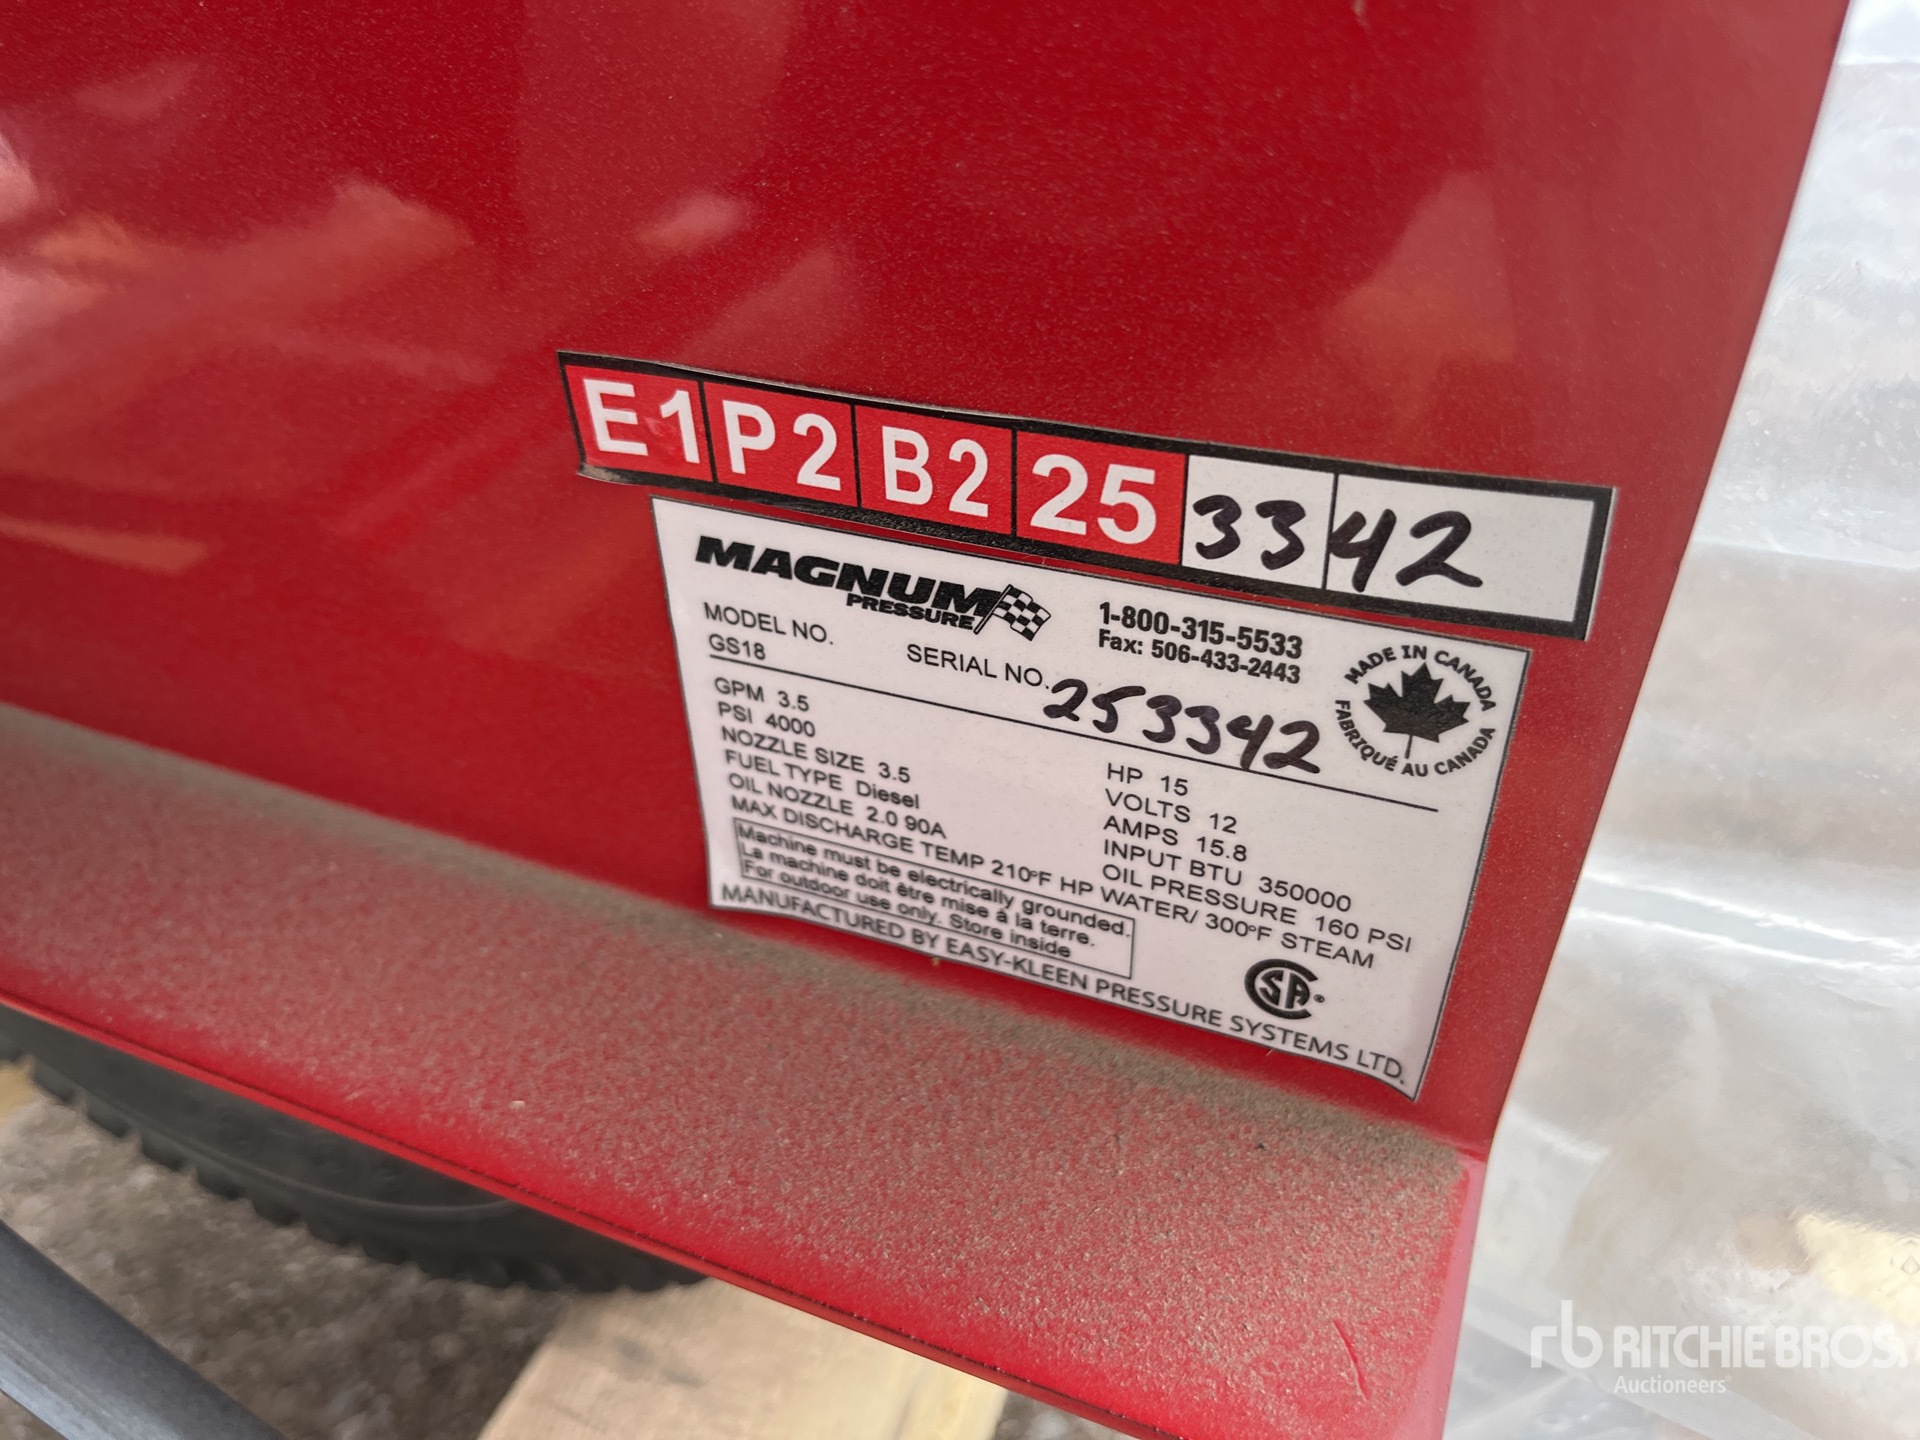 E1 P2 B2 25 33 42
MAGNUM
PRESSURE
1-800-315-5533
Fax: 506-433-2443
MADE IN CANADA
FABRIQUÉ AU CANADA
MODEL NO.
GS18
SERIAL NO. 253342
GPM 3.5
PSI 4000
NOZZLE SIZE 3.5
FUEL TYPE Diesel
OIL NOZZLE 2.0 90A
HP 15
VOLTS 12
AMPS 15.8
INPUT BTU 350000
OIL PRESSURE 160 PSI
MAX DISCHARGE TEMP 210°F HP WATER/ 300°F STEAM
Machine must be electrically grounded.
La machine doit être mise à la terre.
For outdoor use only. Store inside
CSA®
MANUFACTURED BY EASY-KLEEN PRESSURE SYSTEMS LTD.
rb RITCHIE BROS.
Auctioneers